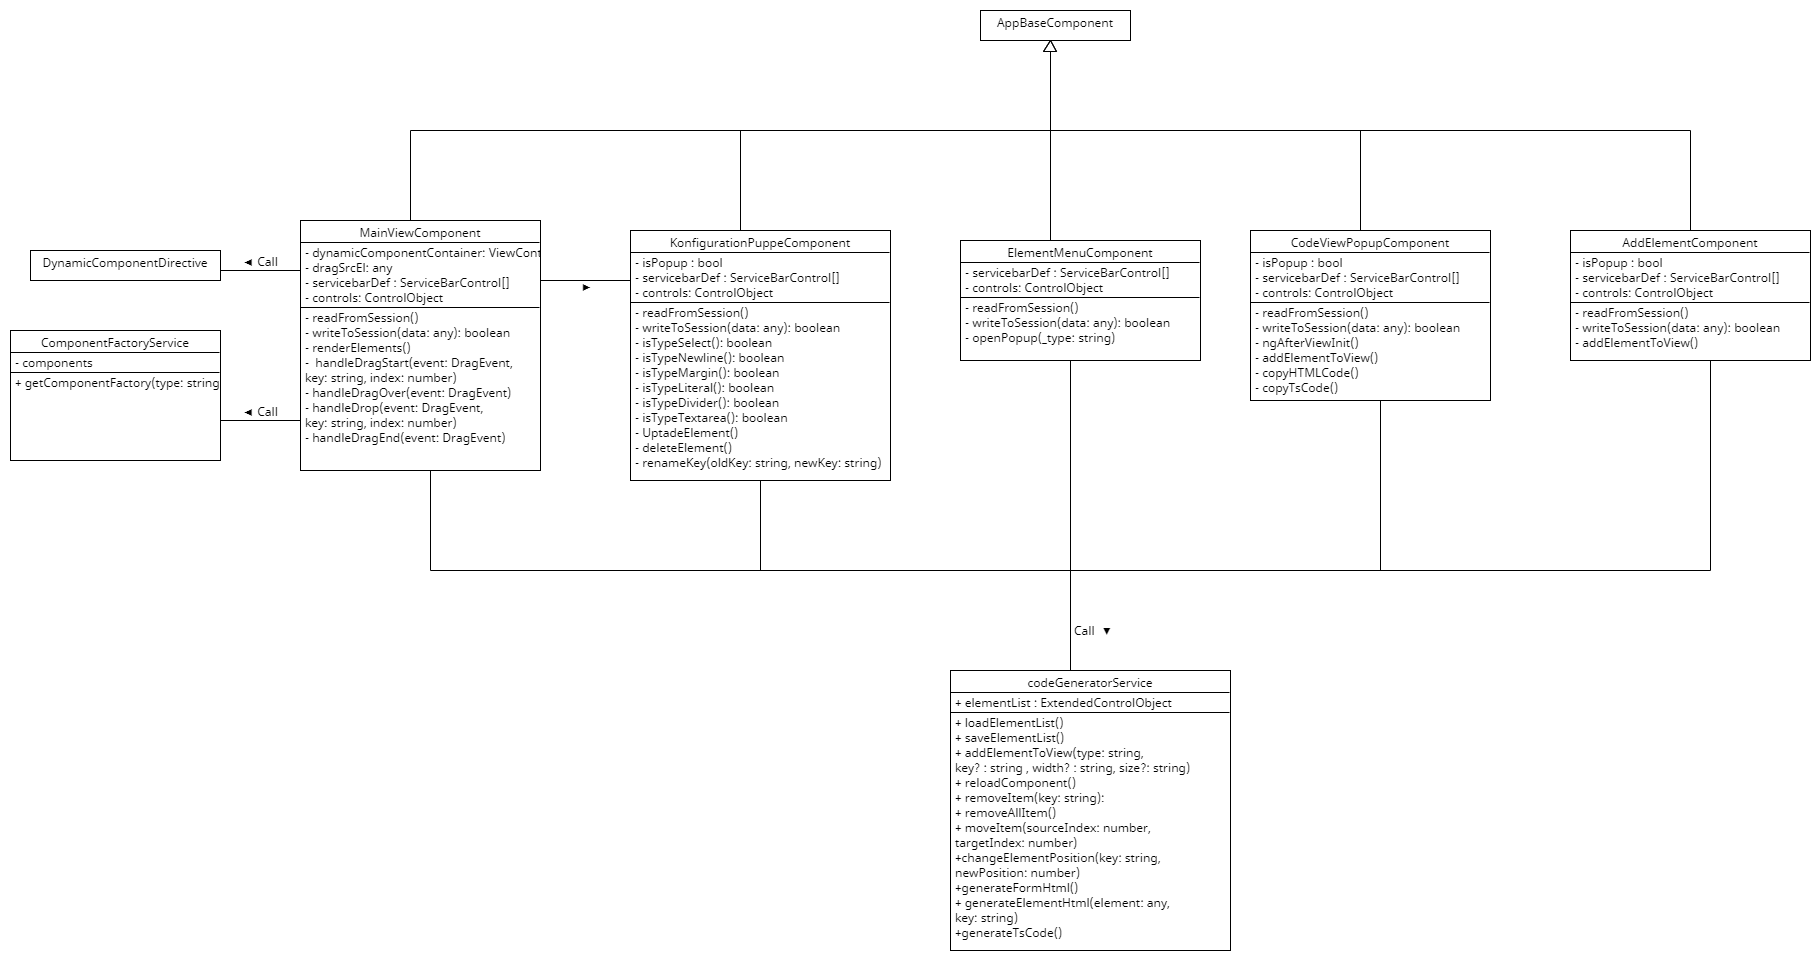 AppBaseComponent
DynamicComponentDirective
◄ Call
ComponentFactoryService
- components
+ getComponentFactory(type: string
◄ Call
MainViewComponent
- dynamicComponentContainer: ViewCont
- dragSrcEl: any
- servicebarDef : ServiceBarControl[]
- controls: ControlObject
- readFromSession()
- writeToSession(data: any): boolean
- renderElements()
- handleDragStart(event: DragEvent,
key: string, index: number)
- handleDragOver(event: DragEvent)
- handleDrop(event: DragEvent,
key: string, index: number)
- handleDragEnd(event: DragEvent)
►
KonfigurationPuppeComponent
- isPopup : bool
- servicebarDef : ServiceBarControl[]
- controls: ControlObject
- readFromSession()
- writeToSession(data: any): boolean
- isTypeSelect(): boolean
- isTypeNewline(): boolean
- isTypeMargin(): boolean
- isTypeLiteral(): boolean
- isTypeDivider(): boolean
- isTypeTextarea(): boolean
- UptadeElement()
- deleteElement()
- renameKey(oldKey: string, newKey: string)
ElementMenuComponent
- servicebarDef : ServiceBarControl[]
- controls: ControlObject
- readFromSession()
- writeToSession(data: any): boolean
- openPopup(_type: string)
CodeViewPopupComponent
- isPopup : bool
- servicebarDef : ServiceBarControl[]
- controls: ControlObject
- readFromSession()
- writeToSession(data: any): boolean
- ngAfterViewInit()
- addElementToView()
- copyHTMLCode()
- copyTsCode()
AddElementComponent
- isPopup : bool
- servicebarDef : ServiceBarControl[]
- controls: ControlObject
- readFromSession()
- writeToSession(data: any): boolean
- addElementToView()
Call ▼
codeGeneratorService
+ elementList : ExtendedControlObject
+ loadElementList()
+ saveElementList()
+ addElementToView(type: string,
key? : string , width? : string, size?: string)
+ reloadComponent()
+ removeItem(key: string):
+ removeAllItem()
+ moveItem(sourceIndex: number,
targetIndex: number)
+changeElementPosition(key: string,
newPosition: number)
+generateFormHtml()
+ generateElementHtml(element: any,
key: string)
+generateTsCode()